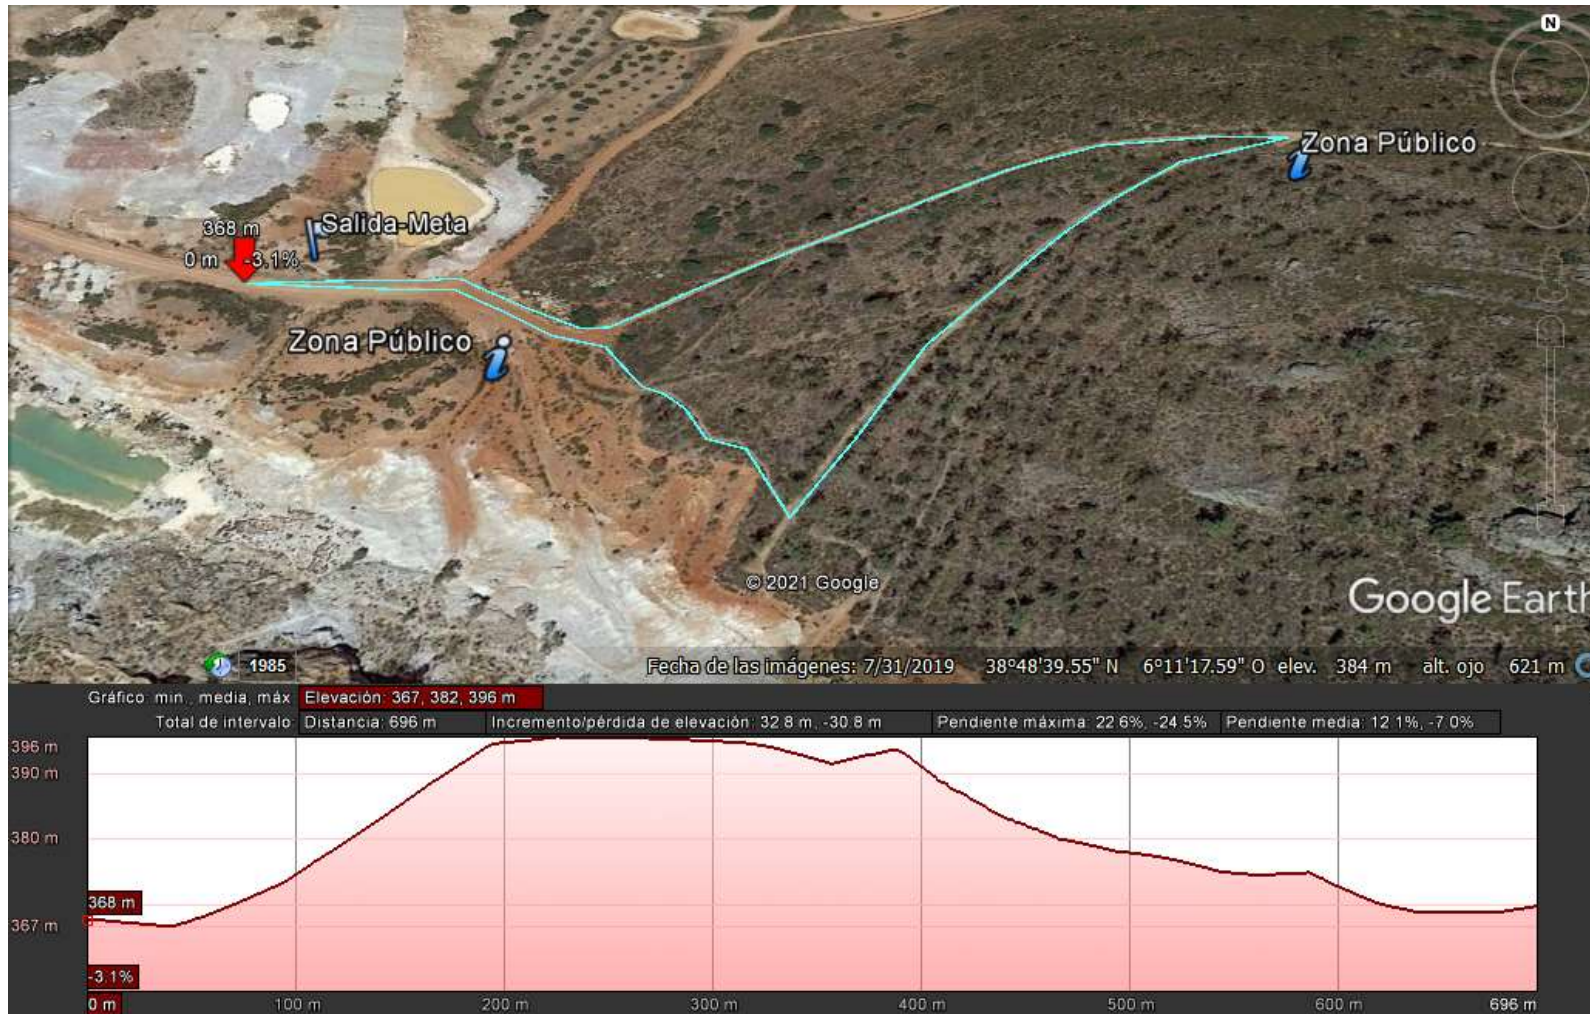 N
Zona Público
Salida-Meta
368 m
0 m -3.1%
Zona Público
© 2021 Google
Google Earth
1985
Fecha de las imágenes: 7/31/2019 38°48'39.55" N 6°11'17.59" O elev. 384 m alt. ojo 621 m
Gráfico: min., media, máx Elevación: 367, 382, 396 m
Total de intervalo: Distancia: 696 m Incremento/pérdida de elevación: 32.8 m, -30.8 m Pendiente máxima: 22.6%, -24.5% Pendiente media: 12.1%, -7.0%
396 m
390 m
380 m
368 m
367 m
-3.1%
0 m 100 m 200 m 300 m 400 m 500 m 600 m 696 m